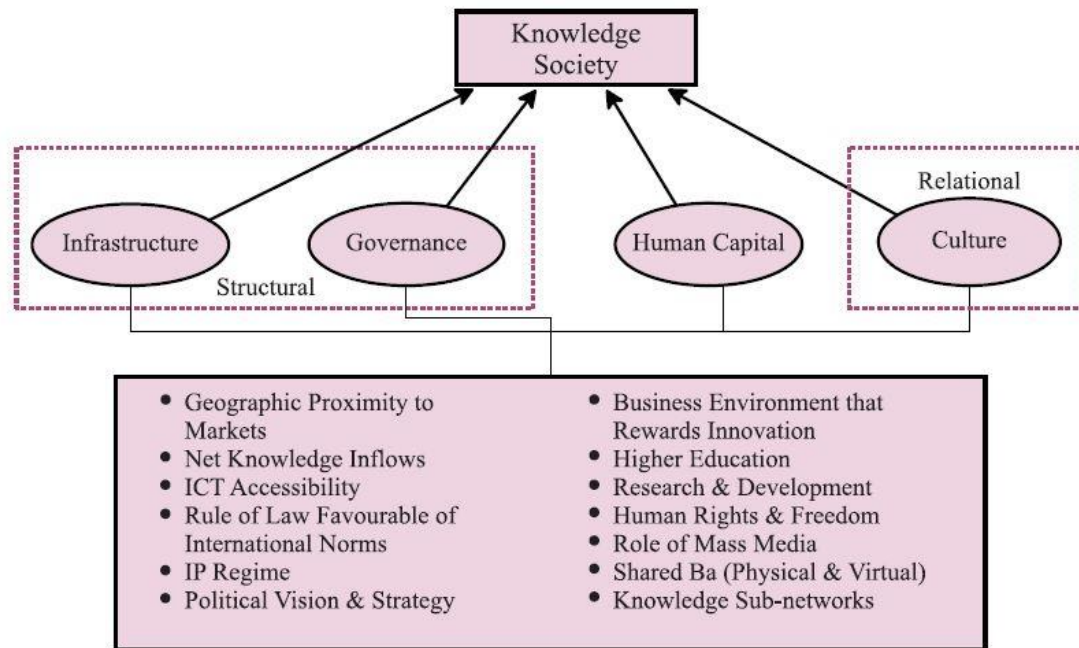 Knowledge
Society
Relational
Infrastructure
Governance
Human Capital
Culture
Structural
• Geographic Proximity to
Markets
• Net Knowledge Inflows
• ICT Accessibility
• Rule of Law Favourable of
International Norms
• IP Regime
• Political Vision & Strategy
• Business Environment that
Rewards Innovation
• Higher Education
• Research & Development
• Human Rights & Freedom
• Role of Mass Media
• Shared Ba (Physical & Virtual)
• Knowledge Sub-networks